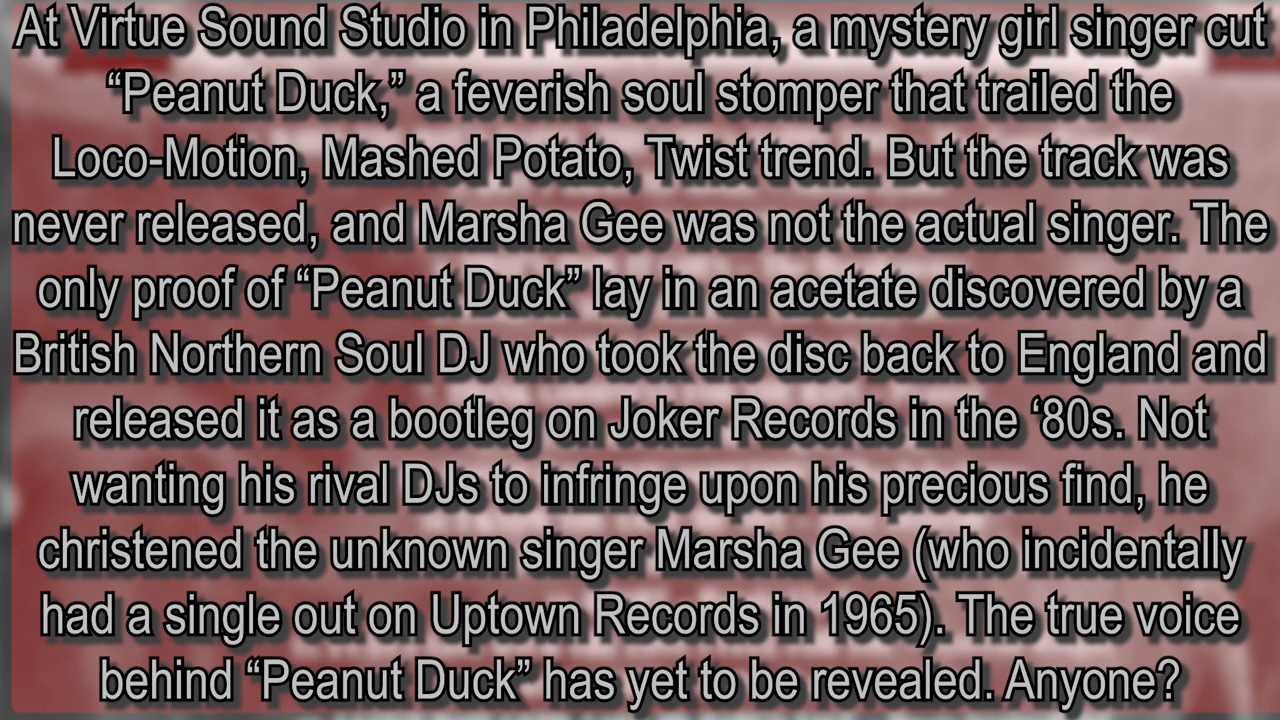 At Virtue Sound Studio in Philadelphia, a mystery girl singer cut
“Peanut Duck,” a feverish soul stomper that trailed the
Loco-Motion, Mashed Potato, Twist trend. But the track was
never released, and Marsha Gee was not the actual singer. The
only proof of “Peanut Duck” lay in an acetate discovered by a
British Northern Soul DJ who took the disc back to England and
released it as a bootleg on Joker Records in the ‘80s. Not
wanting his rival DJs to infringe upon his precious find, he
christened the unknown singer Marsha Gee (who incidentally
had a single out on Uptown Records in 1965). The true voice
behind “Peanut Duck” has yet to be revealed. Anyone?